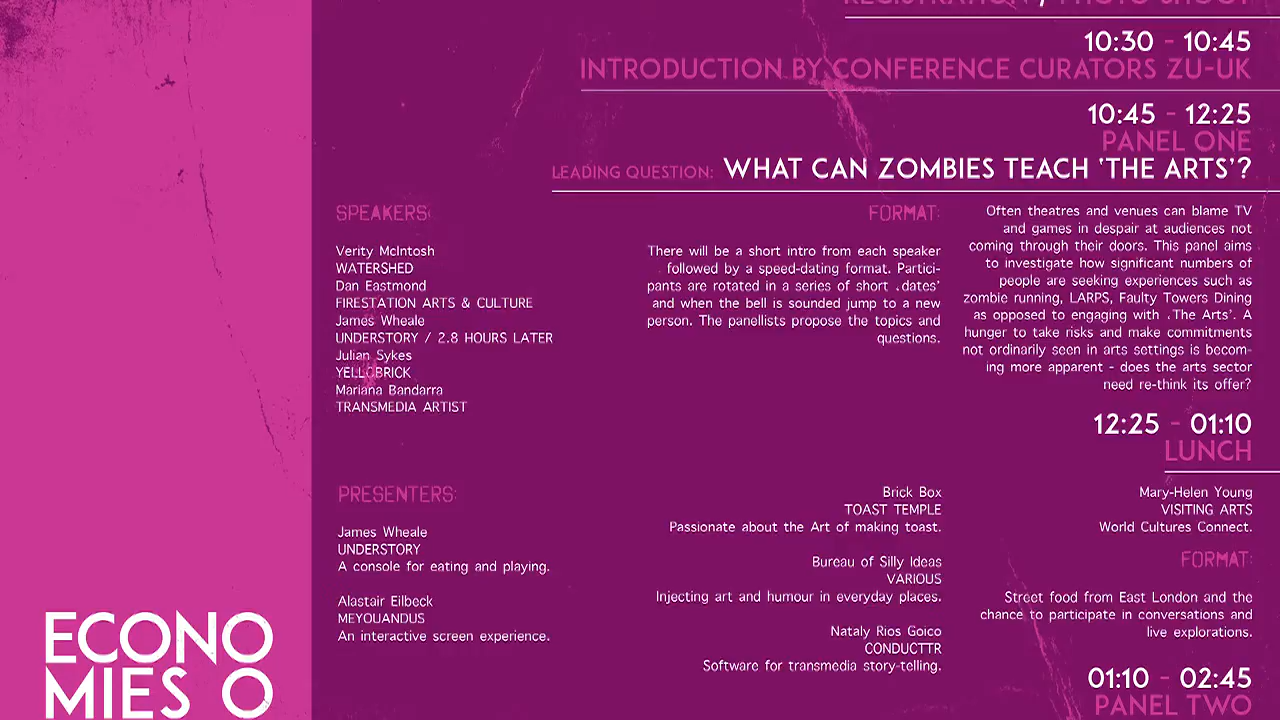 REGISTRATION / PHOTO SHOOT
10:30 - 10:45
INTRODUCTION BY CONFERENCE CURATORS ZU-UK
10:45 - 12:25
PANEL ONE
LEADING QUESTION: WHAT CAN ZOMBIES TEACH 'THE ARTS'?
SPEAKERS:
Verity McIntosh
WATERSHED
Dan Eastmond
FIRESTATION ARTS & CULTURE
James Wheale
UNDERSTORY / 2.8 HOURS LATER
Julian Sykes
YELLOBRICK
Mariana Bandarra
TRANSMEDIA ARTIST
FORMAT:
There will be a short intro from each speaker
followed by a speed-dating format. Partici-
pants are rotated in a series of short ‚dates'
and when the bell is sounded jump to a new
person. The panellists propose the topics and
questions.
Often theatres and venues can blame TV
and games in despair at audiences not
coming through their doors. This panel aims
to investigate how significant numbers of
people are seeking experiences such as
zombie running, LARPS, Faulty Towers Dining
as opposed to engaging with ‚The Arts'. A
hunger to take risks and make commitments
not ordinarily seen in arts settings is becom-
ing more apparent - does the arts sector
need re-think its offer?
12:25 - 01:10
LUNCH
PRESENTERS:
James Wheale
UNDERSTORY
A console for eating and playing.
Alastair Eilbeck
MEYOUANDUS
An interactive screen experience.
Brick Box
TOAST TEMPLE
Passionate about the Art of making toast.
Bureau of Silly Ideas
VARIOUS
Injecting art and humour in everyday places.
Nataly Rios Goico
CONDUCTTR
Software for transmedia story-telling.
Mary-Helen Young
VISITING ARTS
World Cultures Connect.
FORMAT:
Street food from East London and the
chance to participate in conversations and
live explorations.
01:10 - 02:45
PANEL TWO
ECONO
MIES O